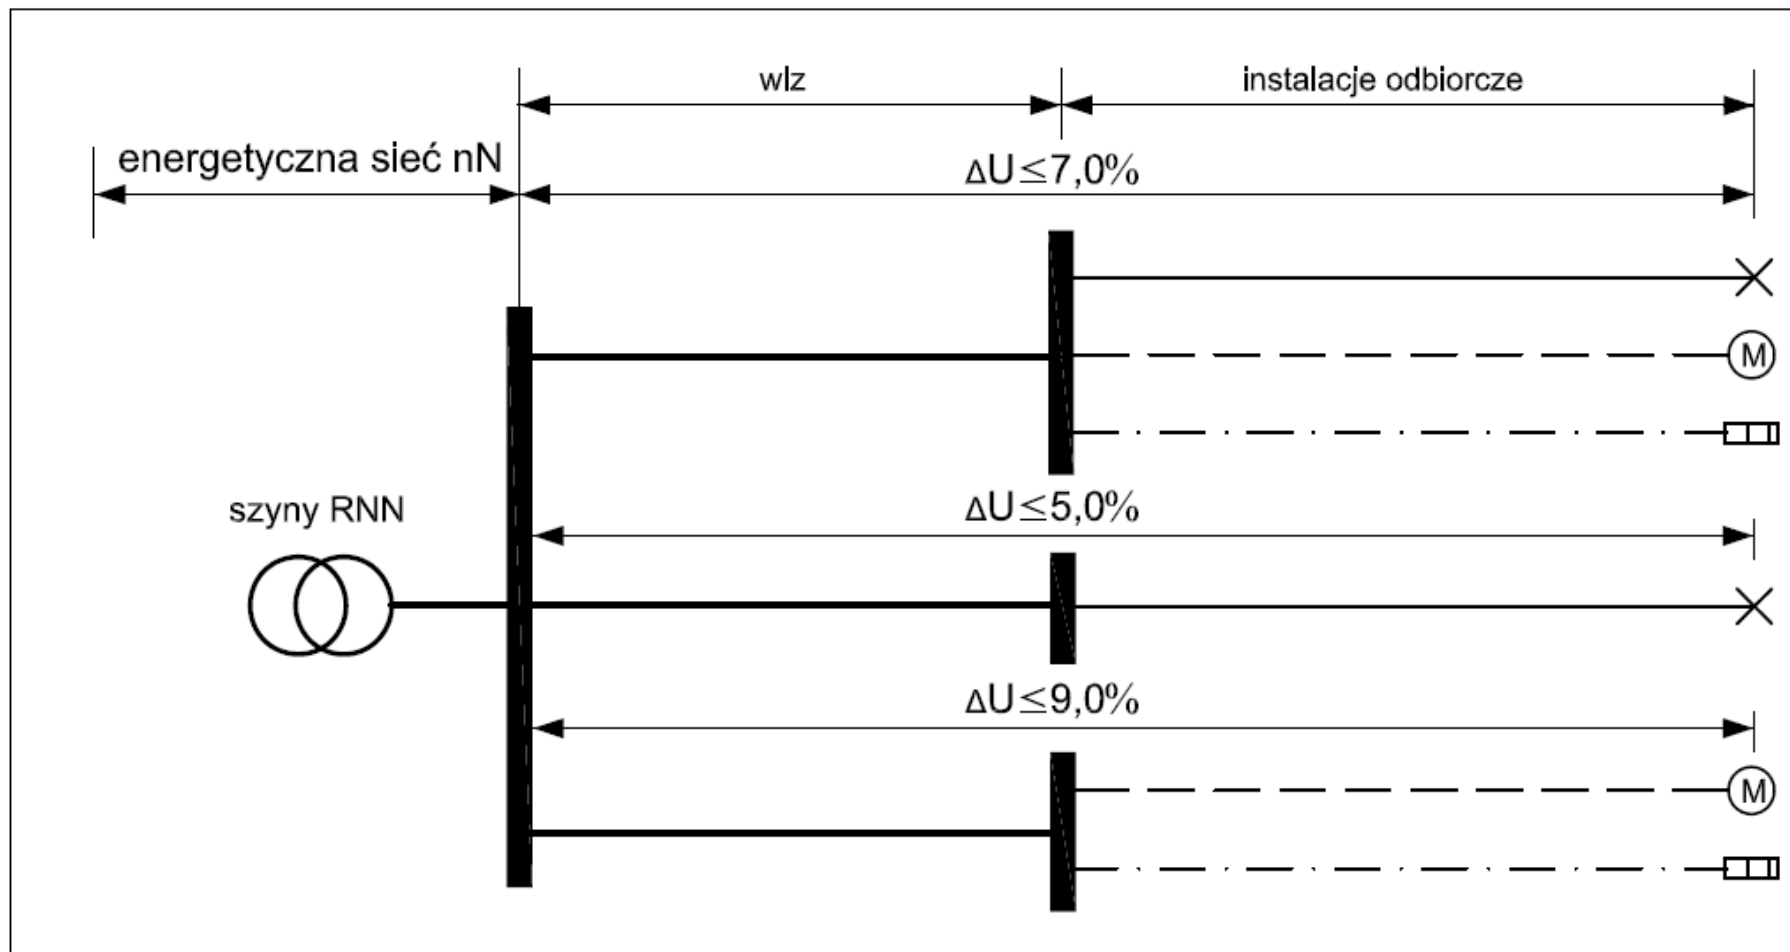 wlz
instalacje odbiorcze
energetyczna sieć nN
ΔU≤7,0%
M
szyny RNN
ΔU≤5,0%
ΔU≤9,0%
M